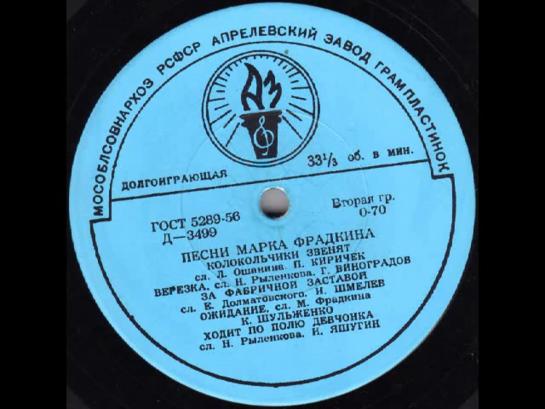 МОСОБЛСОВНАРХОЗ РСФСР АПРЕЛЕВСКИЙ ЗАВОД ГРАМПЛАСТИНОК
АЗ
ДОЛГОИГРАЮЩАЯ
33⅓ об. в мин.
ГОСТ 5289-56
Д—3499
Вторая гр.
0-70
ПЕСНИ МАРКА ФРАДКИНА
КОЛОКОЛЬЧИКИ ЗВЕНЯТ
сл. Л. Ошанина, П. КИРИЧЕК
БЕРЕЗКА, сл. Н. Рыленкова, Г. ВИНОГРАДОВ
ЗА ФАБРИЧНОЙ ЗАСТАВОЙ
сл. Е. Долматовского, И. ШМЕЛЕВ
ОЖИДАНИЕ, сл. М. Фрадкина
К. ШУЛЬЖЕНКО
ХОДИТ ПО ПОЛЮ ДЕВЧОНКА
сл. Н. Рыленкова, И. ЯШУГИН